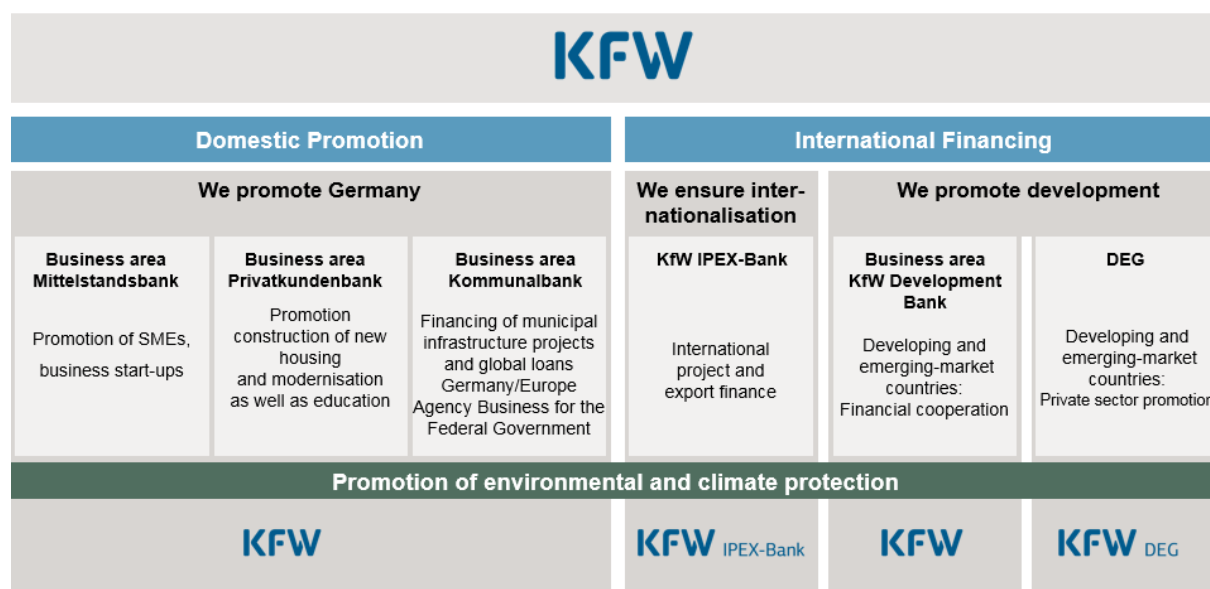 KFW
Domestic Promotion
International Financing
We promote Germany
We ensure inter-
nationalisation
We promote development
Business area
Mittelstandsbank
Promotion of SMEs,
business start-ups
Business area
Privatkundenbank
Promotion
construction of new
housing
and modernisation
as well as education
Business area
Kommunalbank
Financing of municipal
infrastructure projects
and global loans
Germany/Europe
Agency Business for the
Federal Government
KfW IPEX-Bank
International
project and
export finance
Business area
KfW Development
Bank
Developing and
emerging-market
countries:
Financial cooperation
DEG
Developing and
emerging-market
countries:
Private sector promotion
Promotion of environmental and climate protection
KFW
KFW IPEX-Bank
KFW
KFW DEG